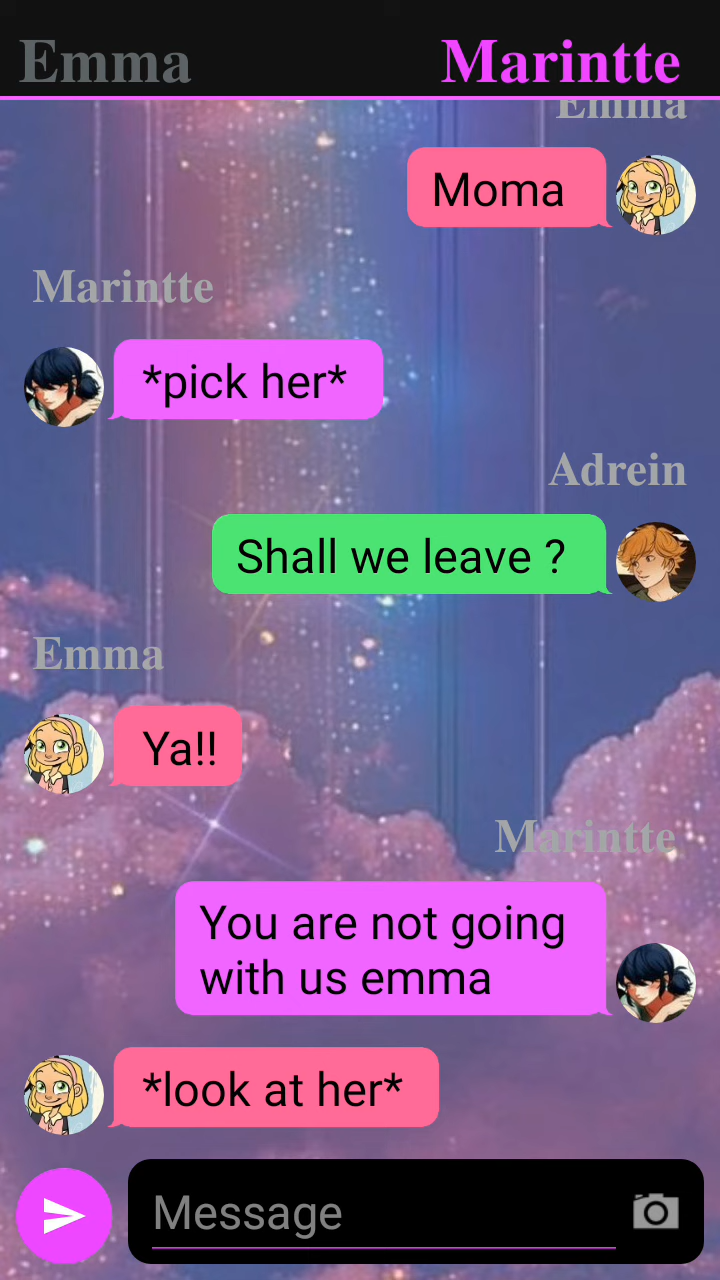 Emma Marintte
Emma
Moma
Marintte
*pick her*
Adrein
Shall we leave ?
Emma
Ya!!
Marintte
You are not going
with us emma
*look at her*
Message